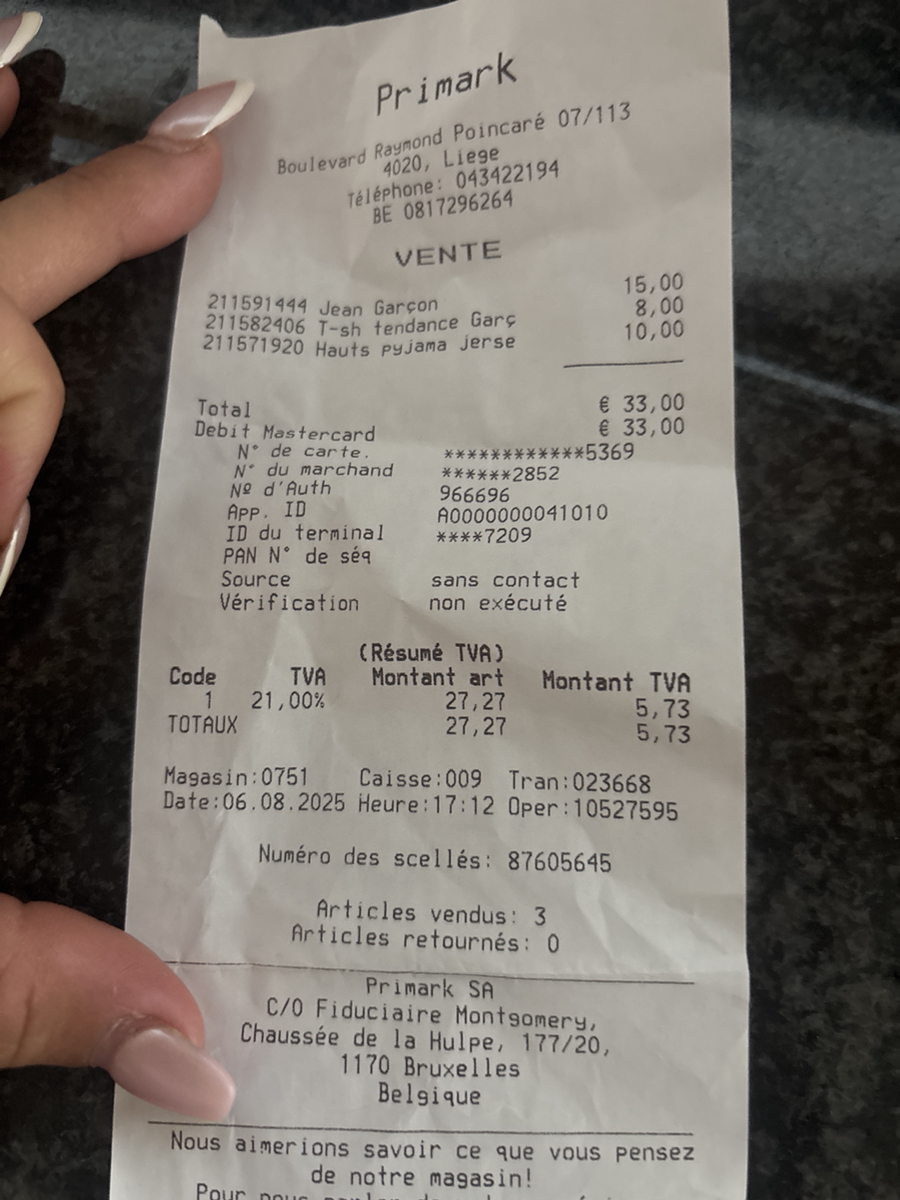 Primark
Boulevard Raymond Poincaré 07/113
4020, Liege
Téléphone: 043422194
BE 0817296264
VENTE
211591444 Jean Garçon 15,00
211582406 T-sh tendance Garç 8,00
211571920 Hauts pyjama jerse 10,00
Total € 33,00
Debit Mastercard € 33,00
N° de carte. ************5369
N° du marchand ******2852
Nº d'Auth 966696
App. ID A0000000041010
ID du terminal ****7209
PAN N° de séq
Source sans contact
Vérification non exécuté
(Résumé TVA)
Code TVA Montant art Montant TVA
1 21,00% 27,27 5,73
TOTAUX 27,27 5,73
Magasin:0751 Caisse:009 Tran:023668
Date:06.08.2025 Heure:17:12 Oper:10527595
Numéro des scellés: 87605645
Articles vendus: 3
Articles retournés: 0
Primark SA
C/O Fiduciaire Montgomery,
Chaussée de la Hulpe, 177/20,
1170 Bruxelles
Belgique
Nous aimerions savoir ce que vous pensez
de notre magasin!
Pour nous